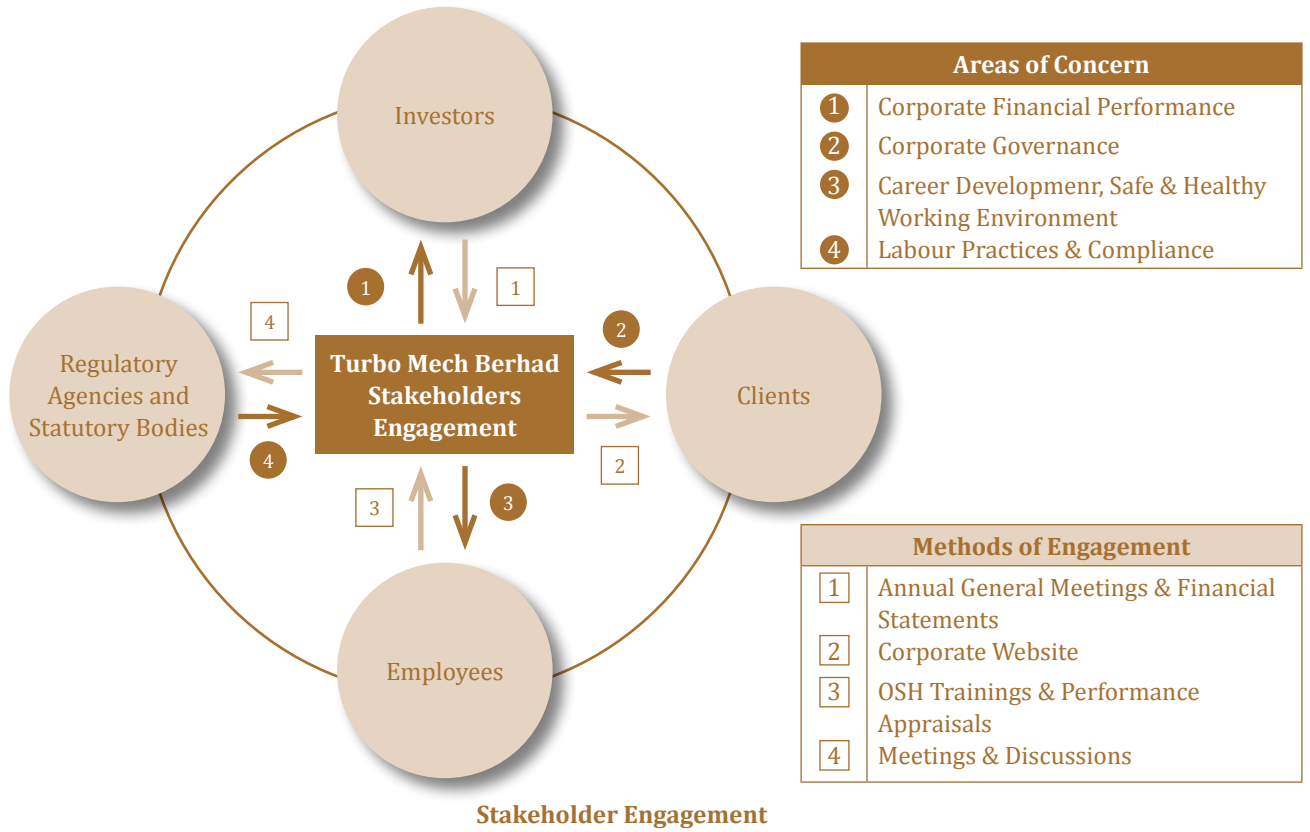 Investors
Areas of Concern
1 Corporate Financial Performance
2 Corporate Governance
3 Career Developmenr, Safe & Healthy
Working Environment
4 Labour Practices & Compliance
1
1
4
2
Regulatory
Agencies and
Statutory Bodies
Turbo Mech Berhad
Stakeholders
Engagement
Clients
4
2
3
3
Employees
Methods of Engagement
1 Annual General Meetings & Financial
Statements
2 Corporate Website
3 OSH Trainings & Performance
Appraisals
4 Meetings & Discussions
Stakeholder Engagement